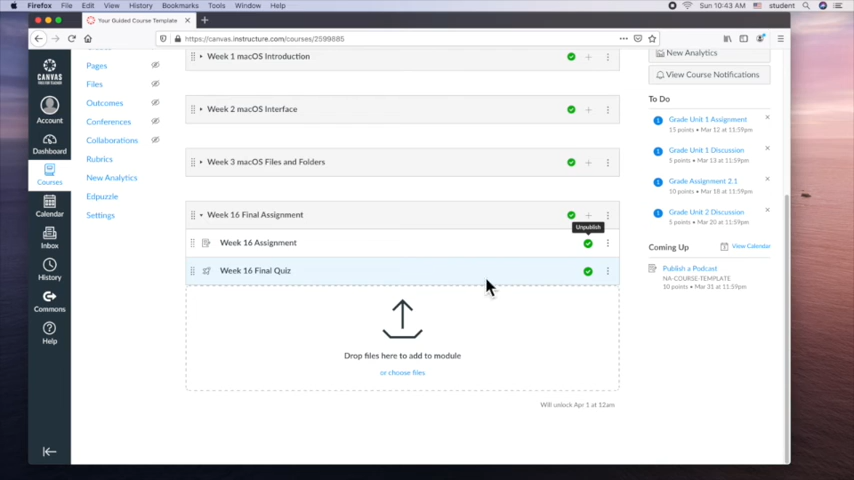 Firefox File Edit View History Bookmarks Tools Window Help
Sun 10:43 AM student
Your Guided Course Template
https://canvas.instructure.com/courses/2599885
Account
Dashboard
Courses
Calendar
Inbox
History
Commons
Help
Pages
Files
Outcomes
Conferences
Collaborations
Rubrics
New Analytics
Edpuzzle
Settings
Week 1 macOS Introduction
Week 2 macOS Interface
Week 3 macOS Files and Folders
Week 16 Final Assignment
Unpublish
Week 16 Assignment
Week 16 Final Quiz
Drop files here to add to module
or choose files
Will unlock Apr 1 at 12am
New Analytics
View Course Notifications
To Do
1 Grade Unit 1 Assignment
15 points • Mar 12 at 11:59pm
1 Grade Unit 1 Discussion
5 points • Mar 13 at 11:59pm
1 Grade Assignment 2.1
10 points • Mar 18 at 11:59pm
1 Grade Unit 2 Discussion
5 points • Mar 20 at 11:59pm
Coming Up
View Calendar
Publish a Podcast
NA-COURSE-TEMPLATE
10 points • Mar 31 at 11:59pm